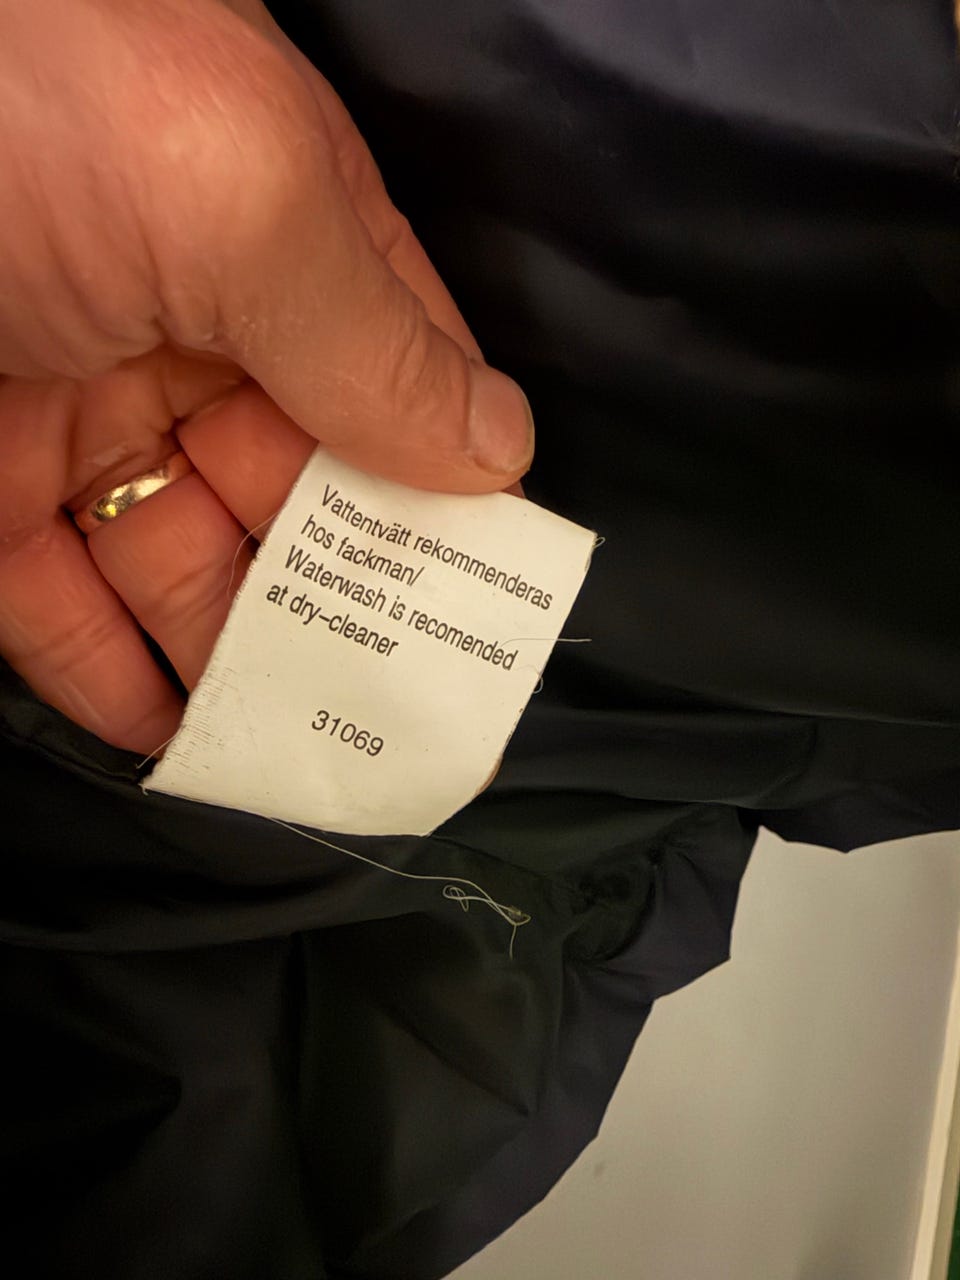 Vattentvätt rekommenderas
hos fackman/
Waterwash is recomended
at dry-cleaner
31069